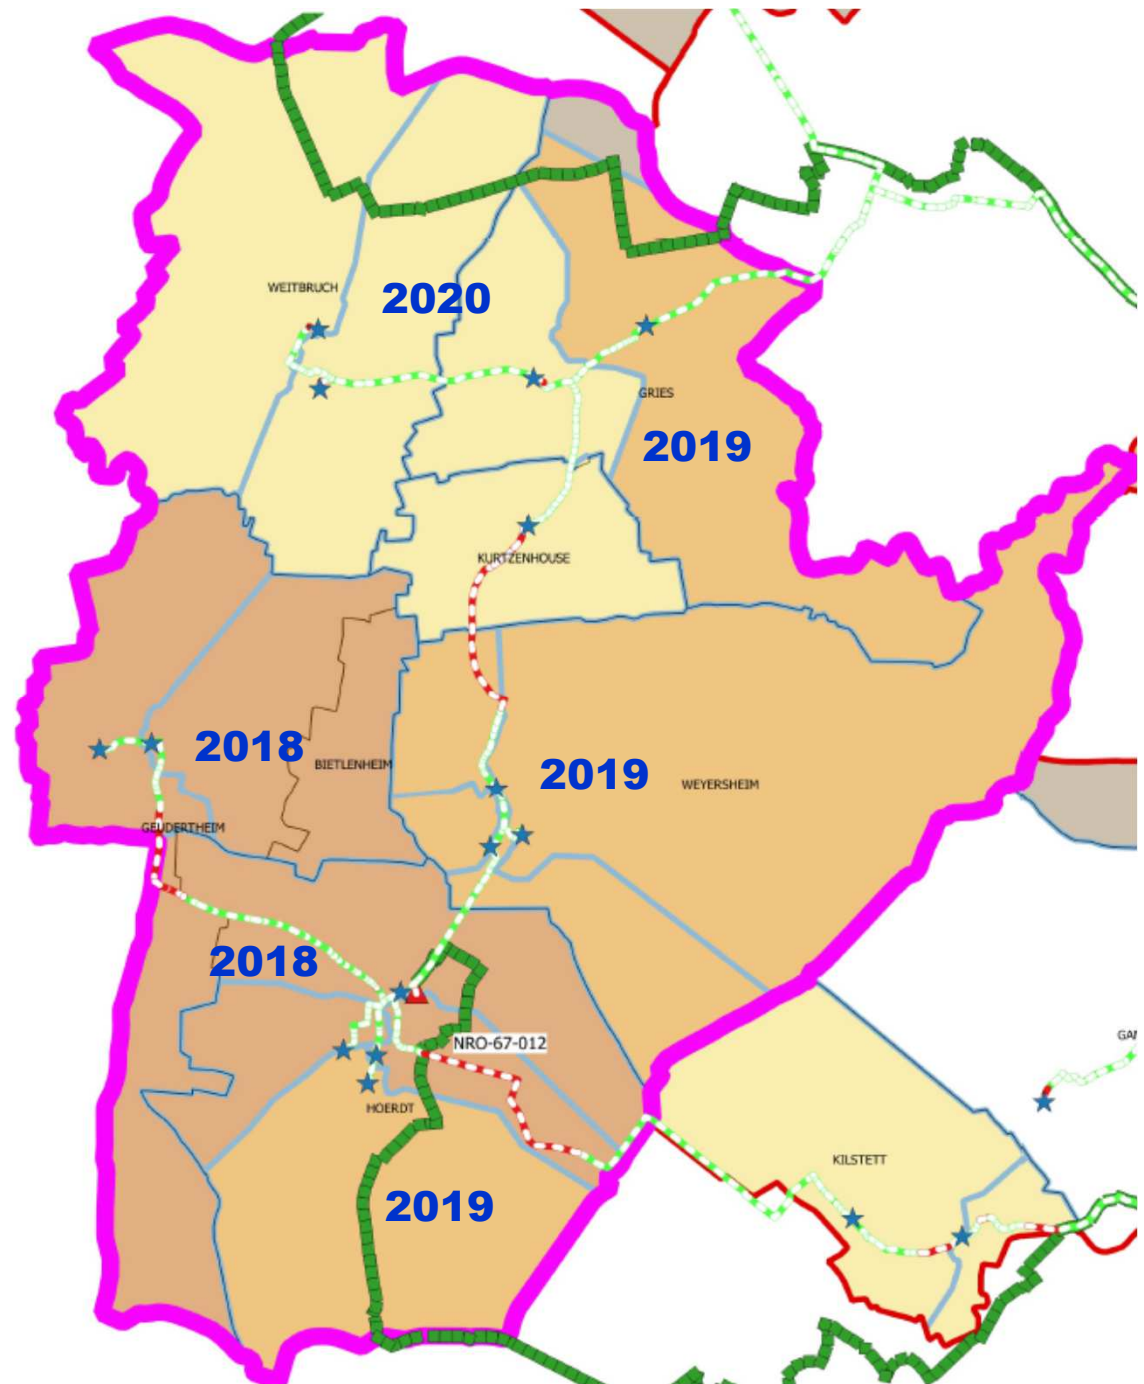 WEITBRUCH
2020
GRIES
2019
KURTZENHOUSE
2018
BIETLENHEIM
2019
WEYERSHEIM
GEUDERTHEIM
2018
NRO-67-012
HOERDT
KILSTETT
2019